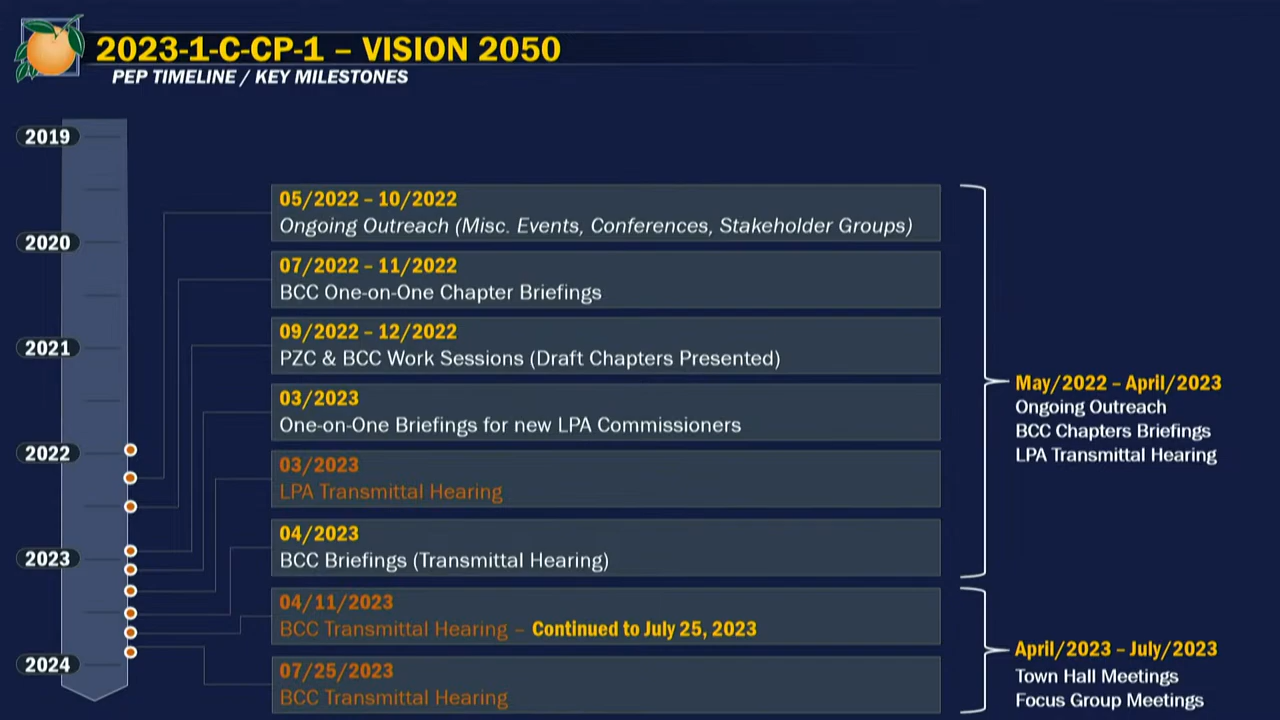 2023-1-C-CP-1 – VISION 2050
PEP TIMELINE / KEY MILESTONES
2019
2020
2021
2022
2023
2024
05/2022 – 10/2022
Ongoing Outreach (Misc. Events, Conferences, Stakeholder Groups)
07/2022 – 11/2022
BCC One-on-One Chapter Briefings
09/2022 – 12/2022
PZC & BCC Work Sessions (Draft Chapters Presented)
03/2023
One-on-One Briefings for new LPA Commissioners
03/2023
LPA Transmittal Hearing
04/2023
BCC Briefings (Transmittal Hearing)
04/11/2023
BCC Transmittal Hearing – Continued to July 25, 2023
07/25/2023
BCC Transmittal Hearing
May/2022 – April/2023
Ongoing Outreach
BCC Chapters Briefings
LPA Transmittal Hearing
April/2023 – July/2023
Town Hall Meetings
Focus Group Meetings